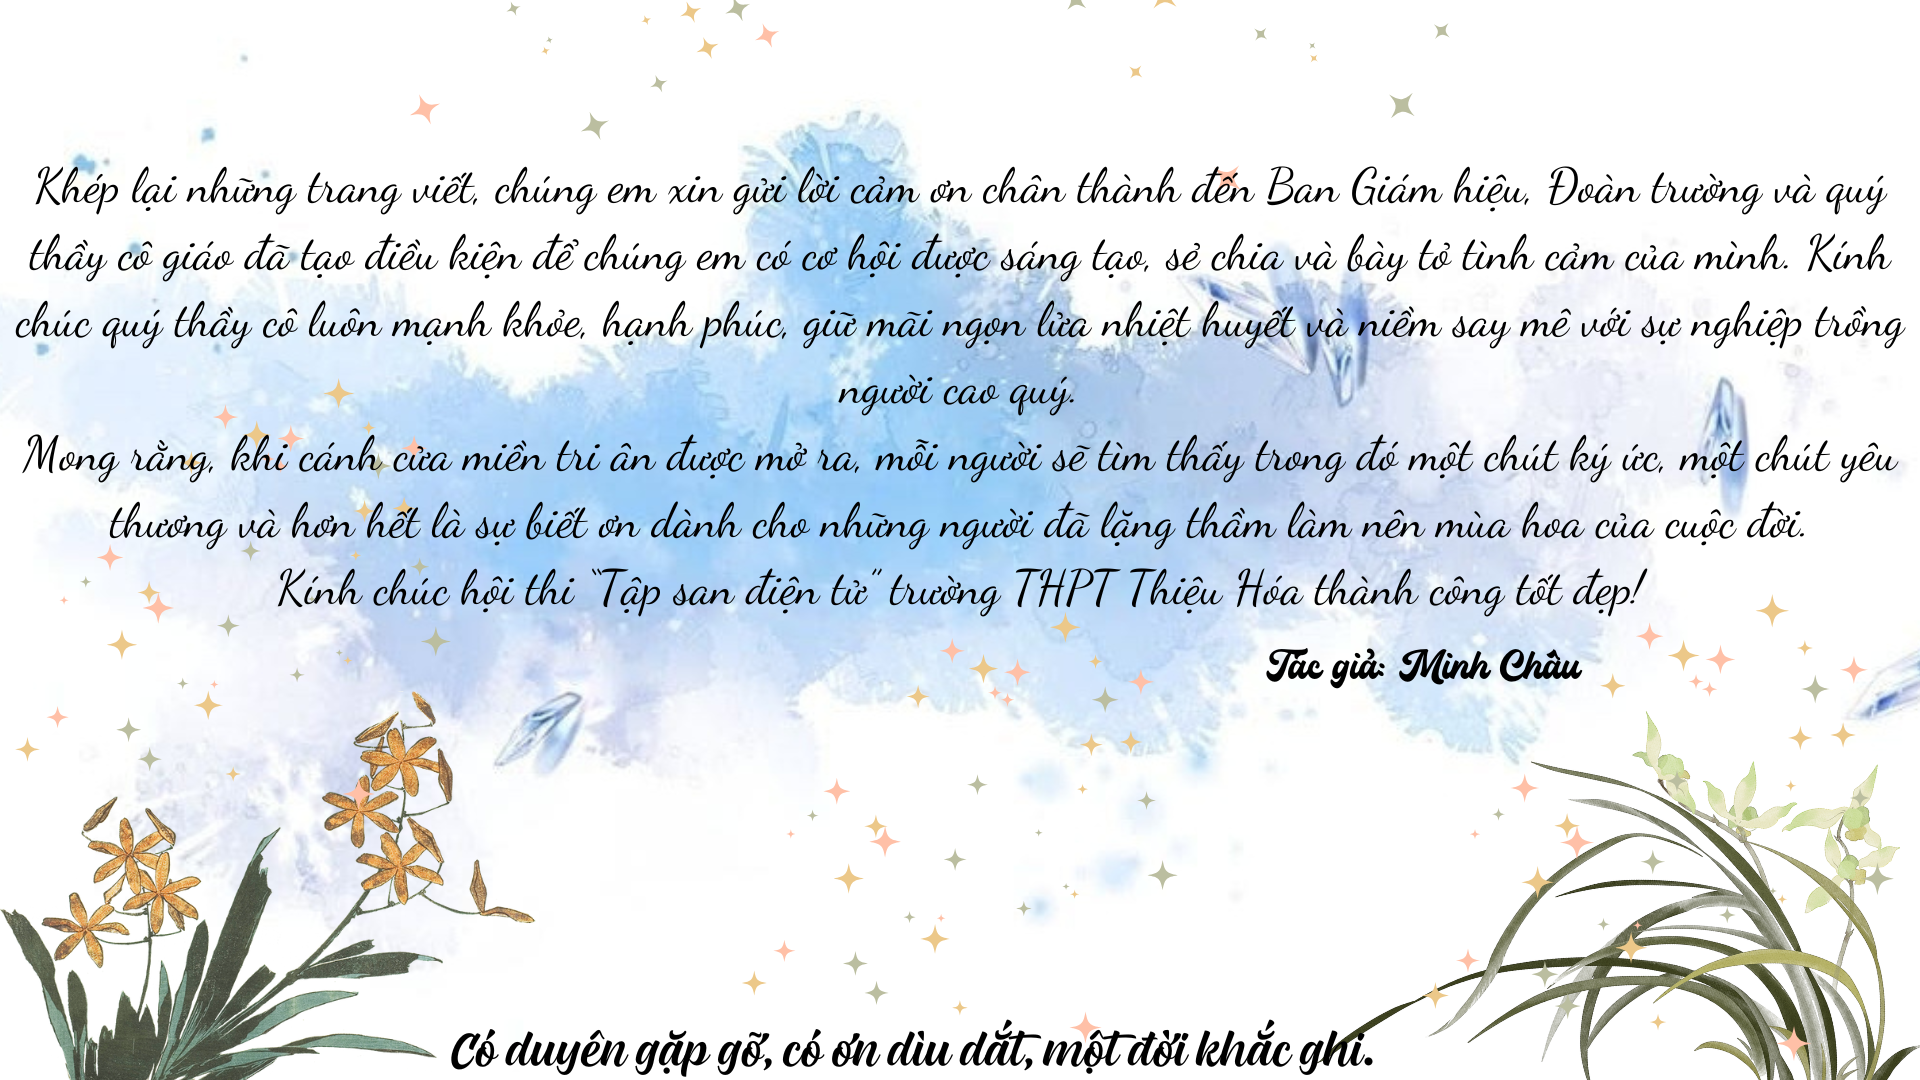 Khép lại những trang viết, chúng em xin gửi lời cảm ơn chân thành đến Ban Giám hiệu, Đoàn trường và quý
thầy cô giáo đã tạo điều kiện để chúng em có cơ hội được sáng tạo, sẻ chia và bày tỏ tình cảm của mình. Kính
chúc quý thầy cô luôn mạnh khỏe, hạnh phúc, giữ mãi ngọn lửa nhiệt huyết và niềm say mê với sự nghiệp trồng
người cao quý.
Mong rằng, khi cánh cửa miền tri ân được mở ra, mỗi người sẽ tìm thấy trong đó một chút ký ức, một chút yêu
thương và hơn hết là sự biết ơn dành cho những người đã lặng thầm làm nên mùa hoa của cuộc đời.
Kính chúc hội thi "Tập san điện tử" trường THPT Thiệu Hóa thành công tốt đẹp!
Tác giả: Minh Châu
Có duyên gặp gỡ, có ơn dìu dắt, một đời khắc ghi.